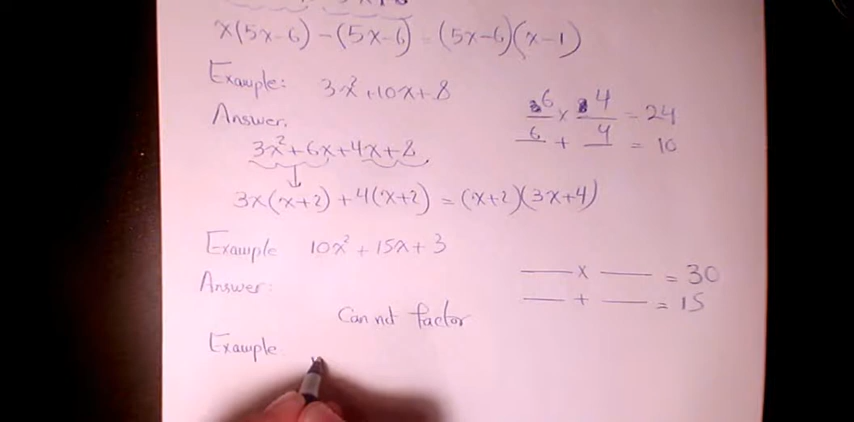 x(5x-6) - (5x-6) = (5x-6)(x-1)
Example: 3x²+10x+8
6 x 4 = 24
Answer.
6 + 4 = 10
3x²+6x+4x+8
3x(x+2)+4(x+2) = (x+2)(3x+4)
Example 10x²+15x+3
___ x ___ = 30
Answer:
___ + ___ = 15
Can not factor
Example